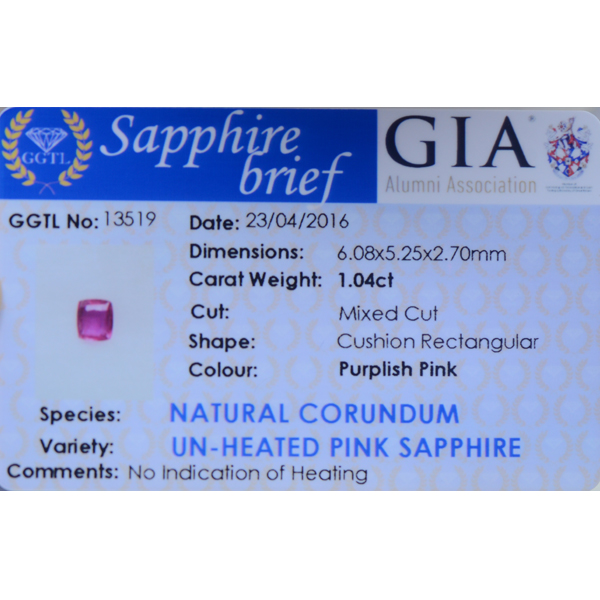 GGTL
Sapphire
brief
GIA®
Alumni Association
GGTL No: 13519
Date: 23/04/2016
Dimensions: 6.08x5.25x2.70mm
Carat Weight: 1.04ct
Cut: Mixed Cut
Shape: Cushion Rectangular
Colour: Purplish Pink
Species: NATURAL CORUNDUM
Variety: UN-HEATED PINK SAPPHIRE
Comments: No Indication of Heating